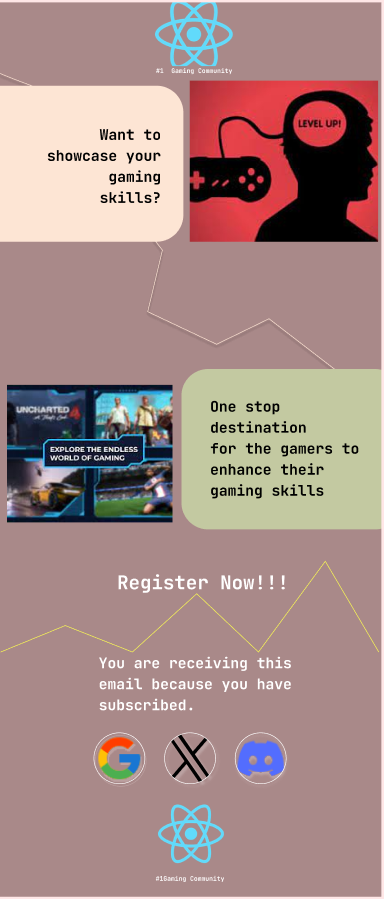 #1 Gaming Community
LEVEL UP!
Want to
showcase your
gaming
skills?
One stop
destination
for the gamers to
enhance their
gaming skills
UNCHARTED 4
EXPLORE THE ENDLESS
WORLD OF GAMING
Register Now!!!
You are receiving this
email because you have
subscribed.
#1Gaming Community